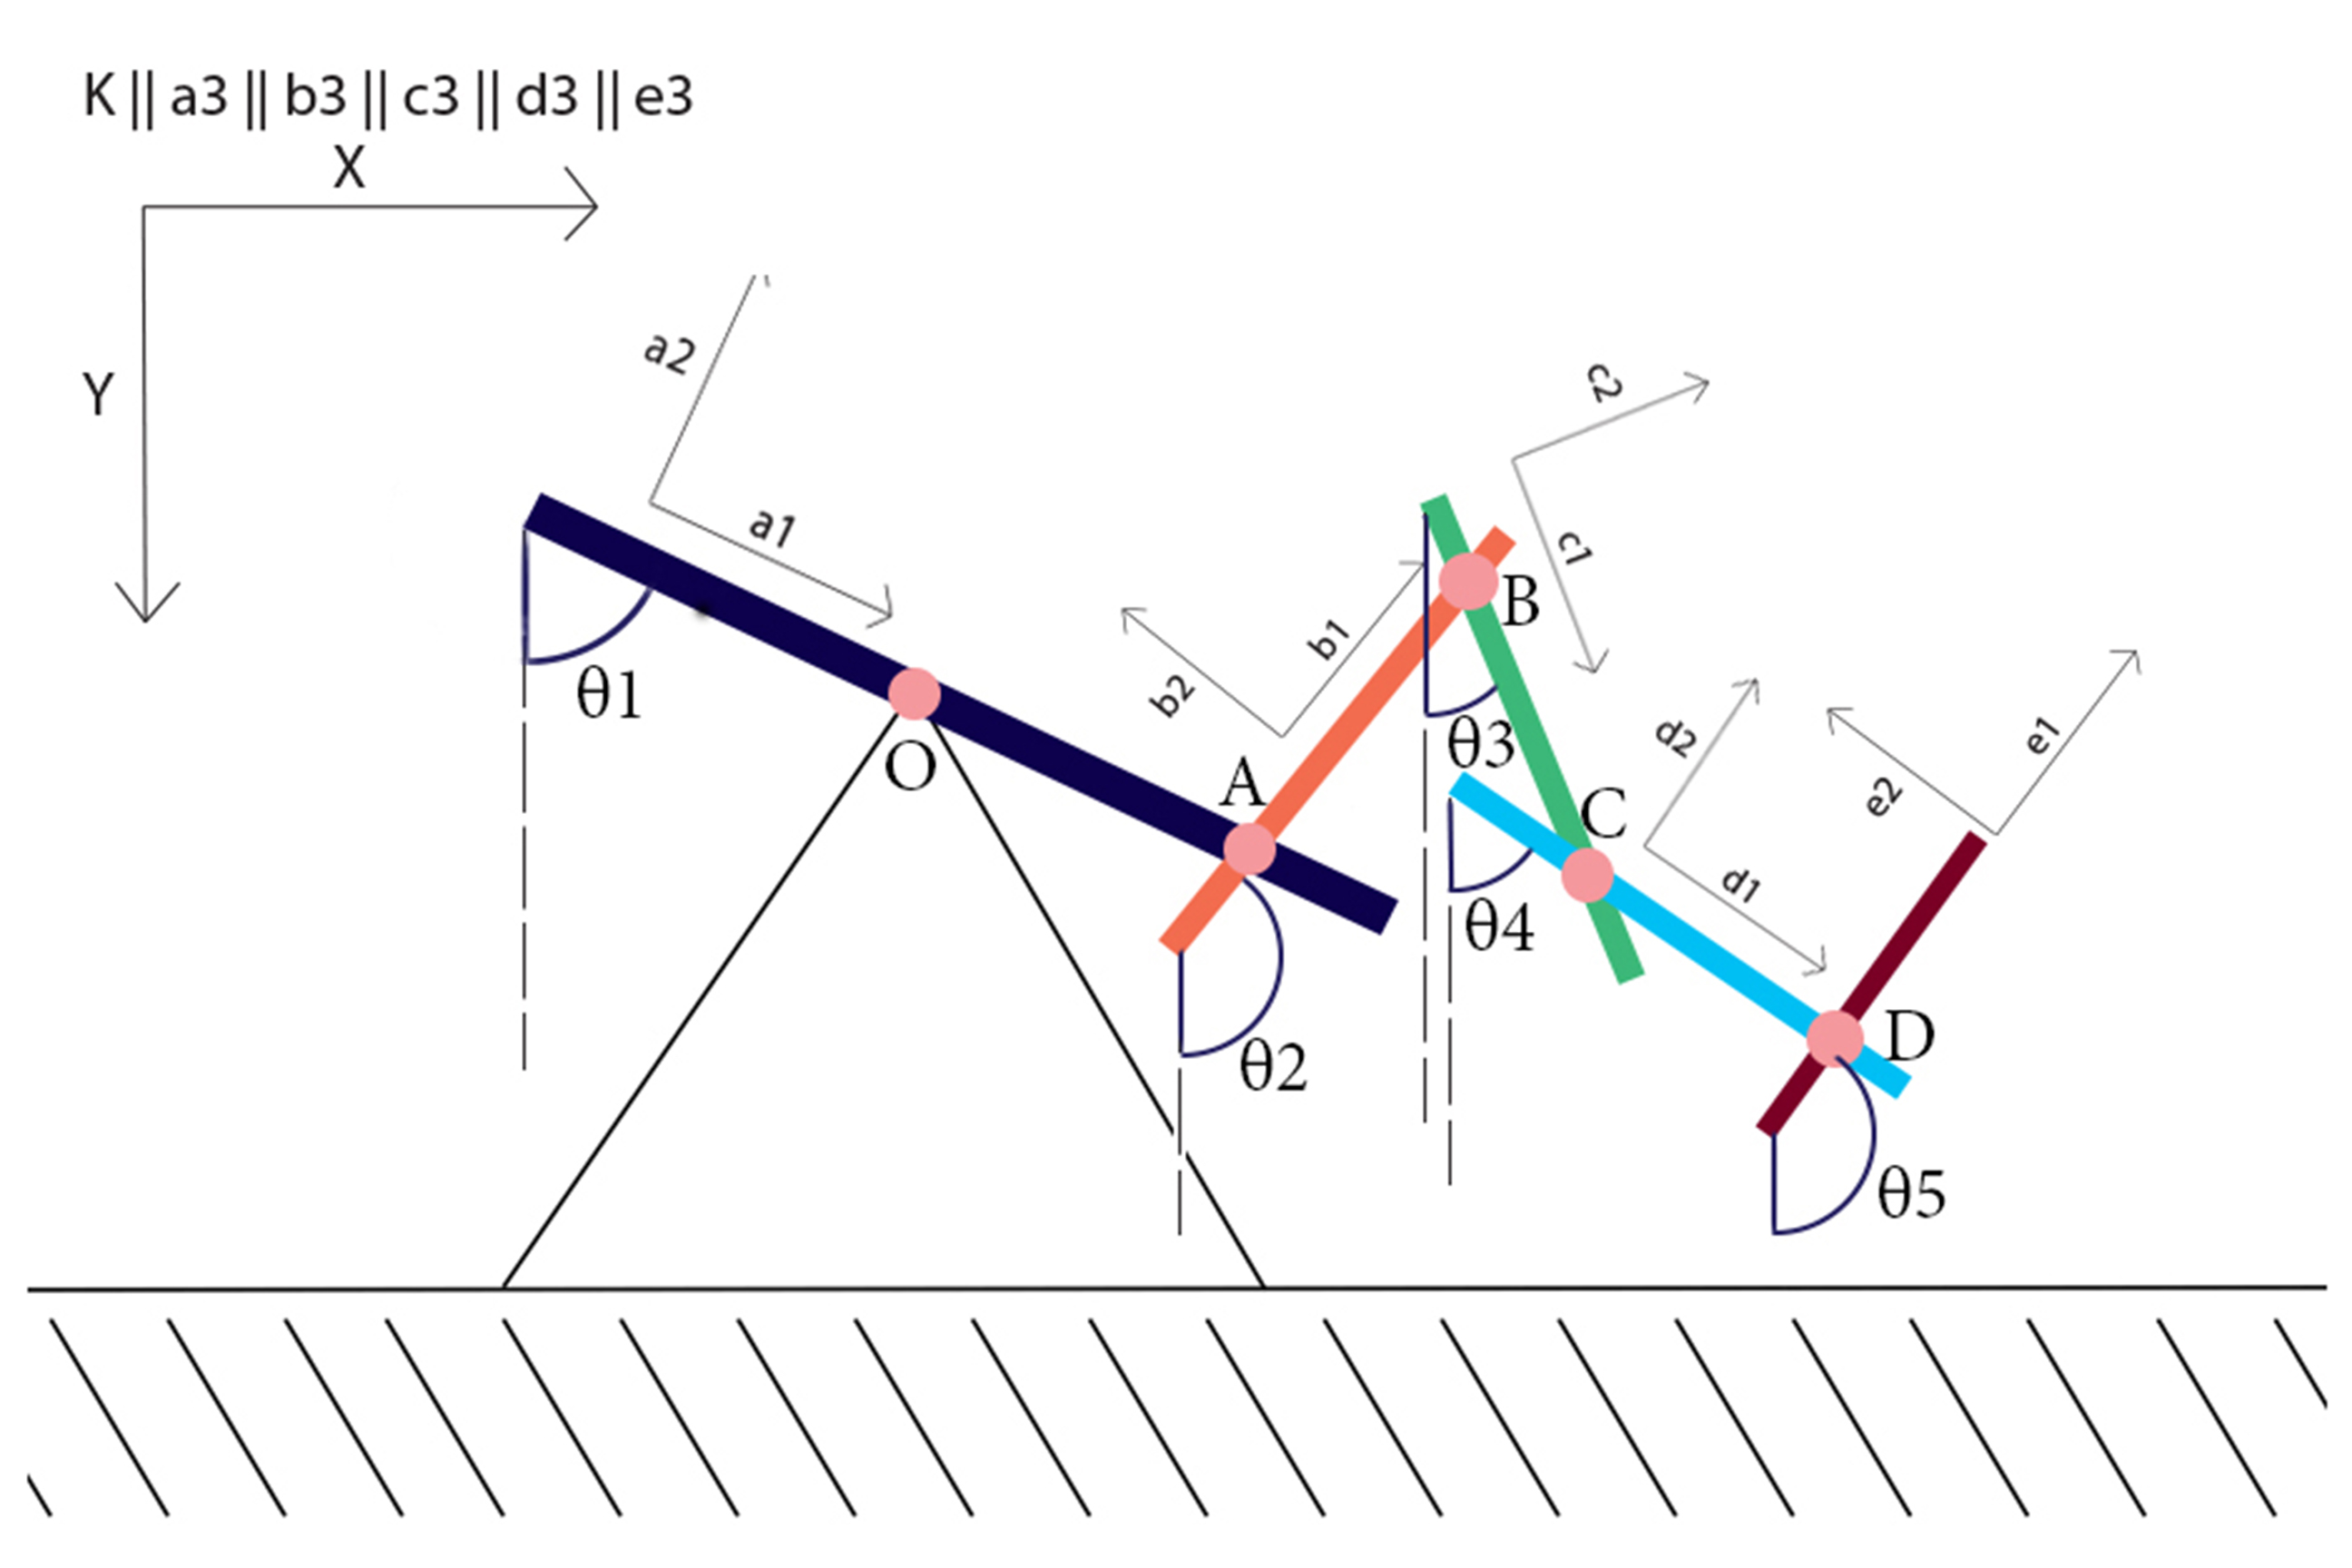 K || a3 || b3 || c3 || d3 || e3
X
Y
a2
a1
c2
c1
B
b1
b2
θ1
O
A
θ3
d2
e1
e2
C
d1
θ4
D
θ2
θ5